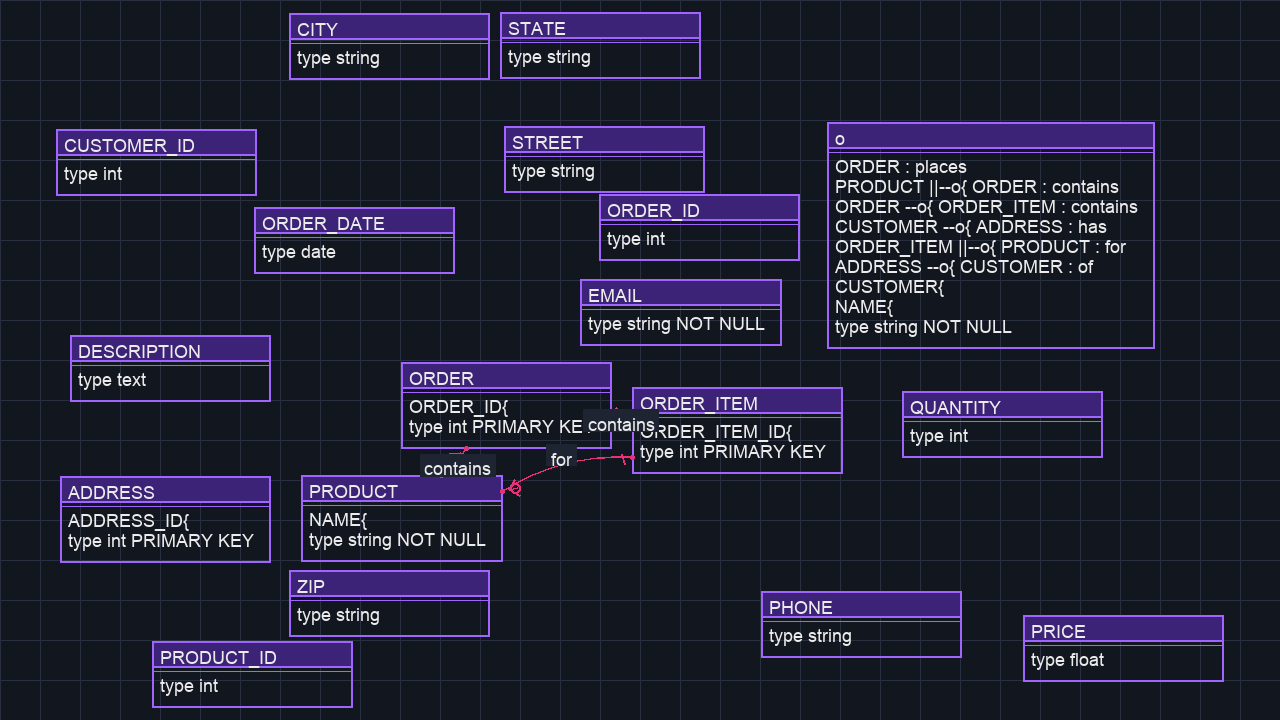 CITY
type string
STATE
type string
CUSTOMER_ID
type int
STREET
type string
o
ORDER : places
PRODUCT ||--o{ ORDER : contains
ORDER --o{ ORDER_ITEM : contains
CUSTOMER --o{ ADDRESS : has
ORDER_ITEM ||--o{ PRODUCT : for
ADDRESS --o{ CUSTOMER : of
CUSTOMER{
NAME{
type string NOT NULL
ORDER_DATE
type date
ORDER_ID
type int
EMAIL
type string NOT NULL
DESCRIPTION
type text
ORDER
ORDER_ID{
type int PRIMARY KE
contains
ORDER_ITEM
ORDER_ITEM_ID{
type int PRIMARY KEY
QUANTITY
type int
contains
for
ADDRESS
ADDRESS_ID{
type int PRIMARY KEY
PRODUCT
NAME{
type string NOT NULL
ZIP
type string
PHONE
type string
PRICE
type float
PRODUCT_ID
type int